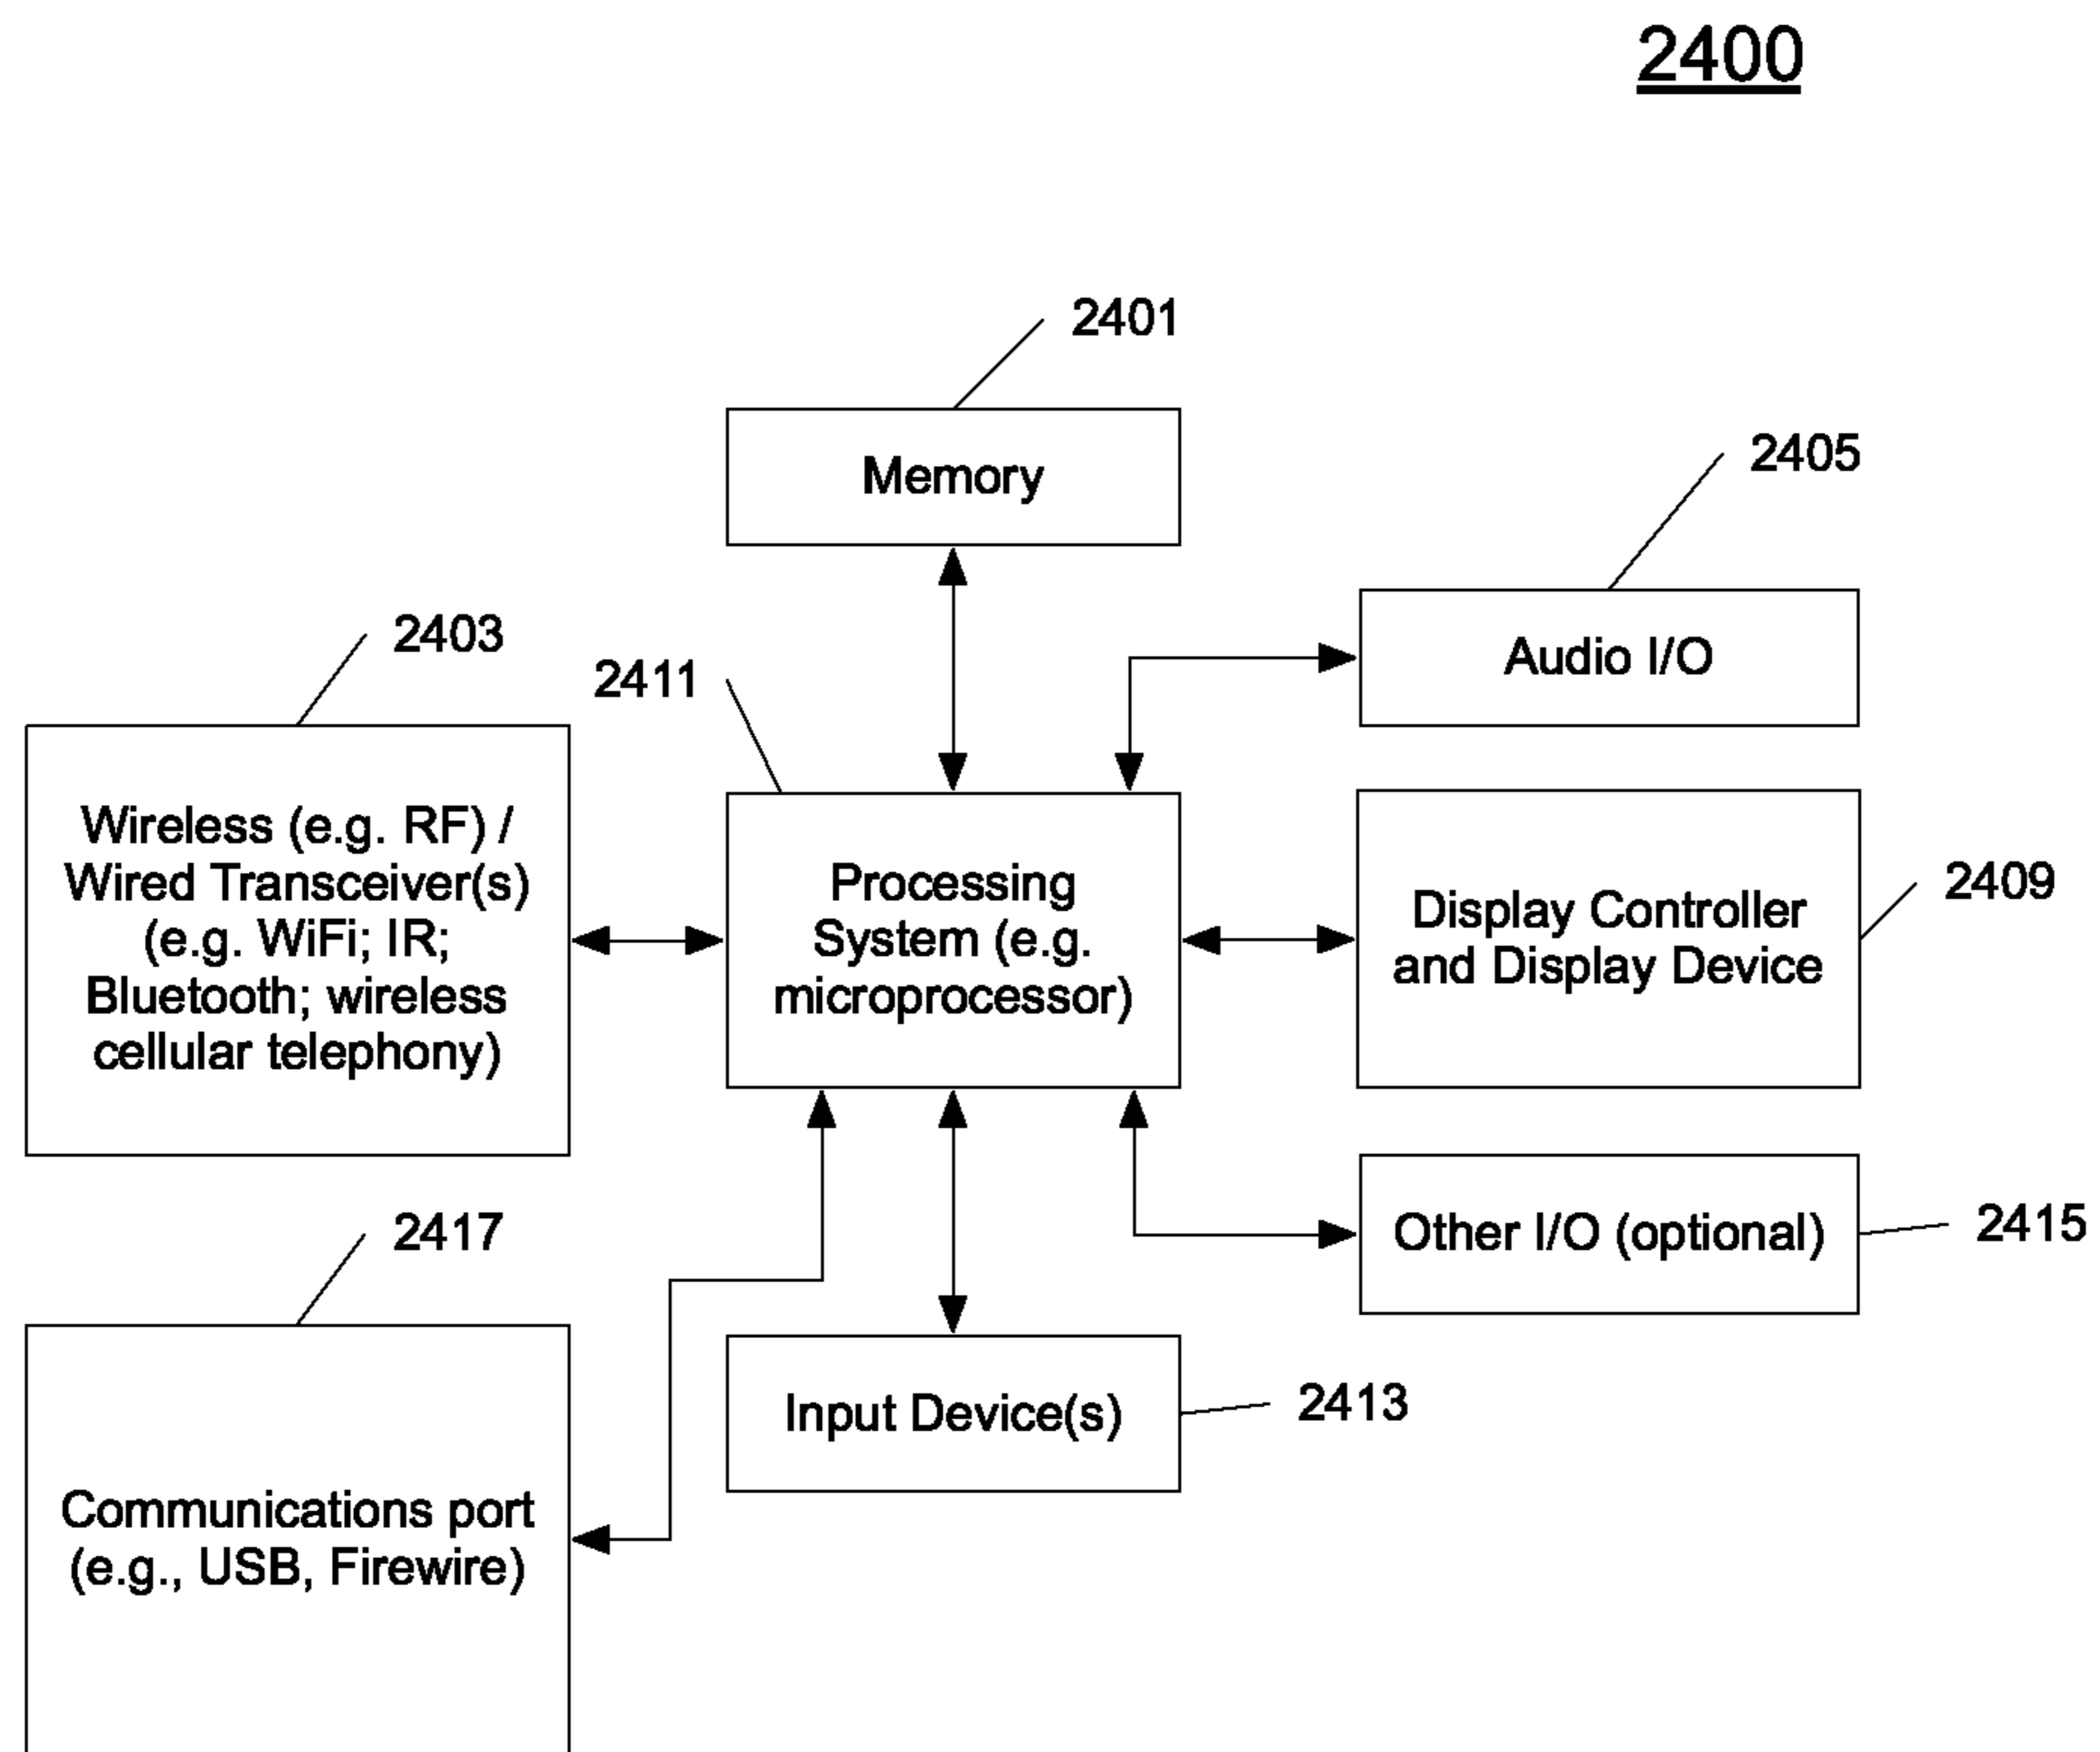 2400
2401
Memory
2405
Audio I/O
2403
2411
Wireless (e.g. RF) /
Wired Transceiver(s)
(e.g. WiFi; IR;
Bluetooth; wireless
cellular telephony)
Processing
System (e.g.
microprocessor)
2409
Display Controller
and Display Device
2417
Other I/O (optional)
2415
Input Device(s)
2413
Communications port
(e.g., USB, Firewire)